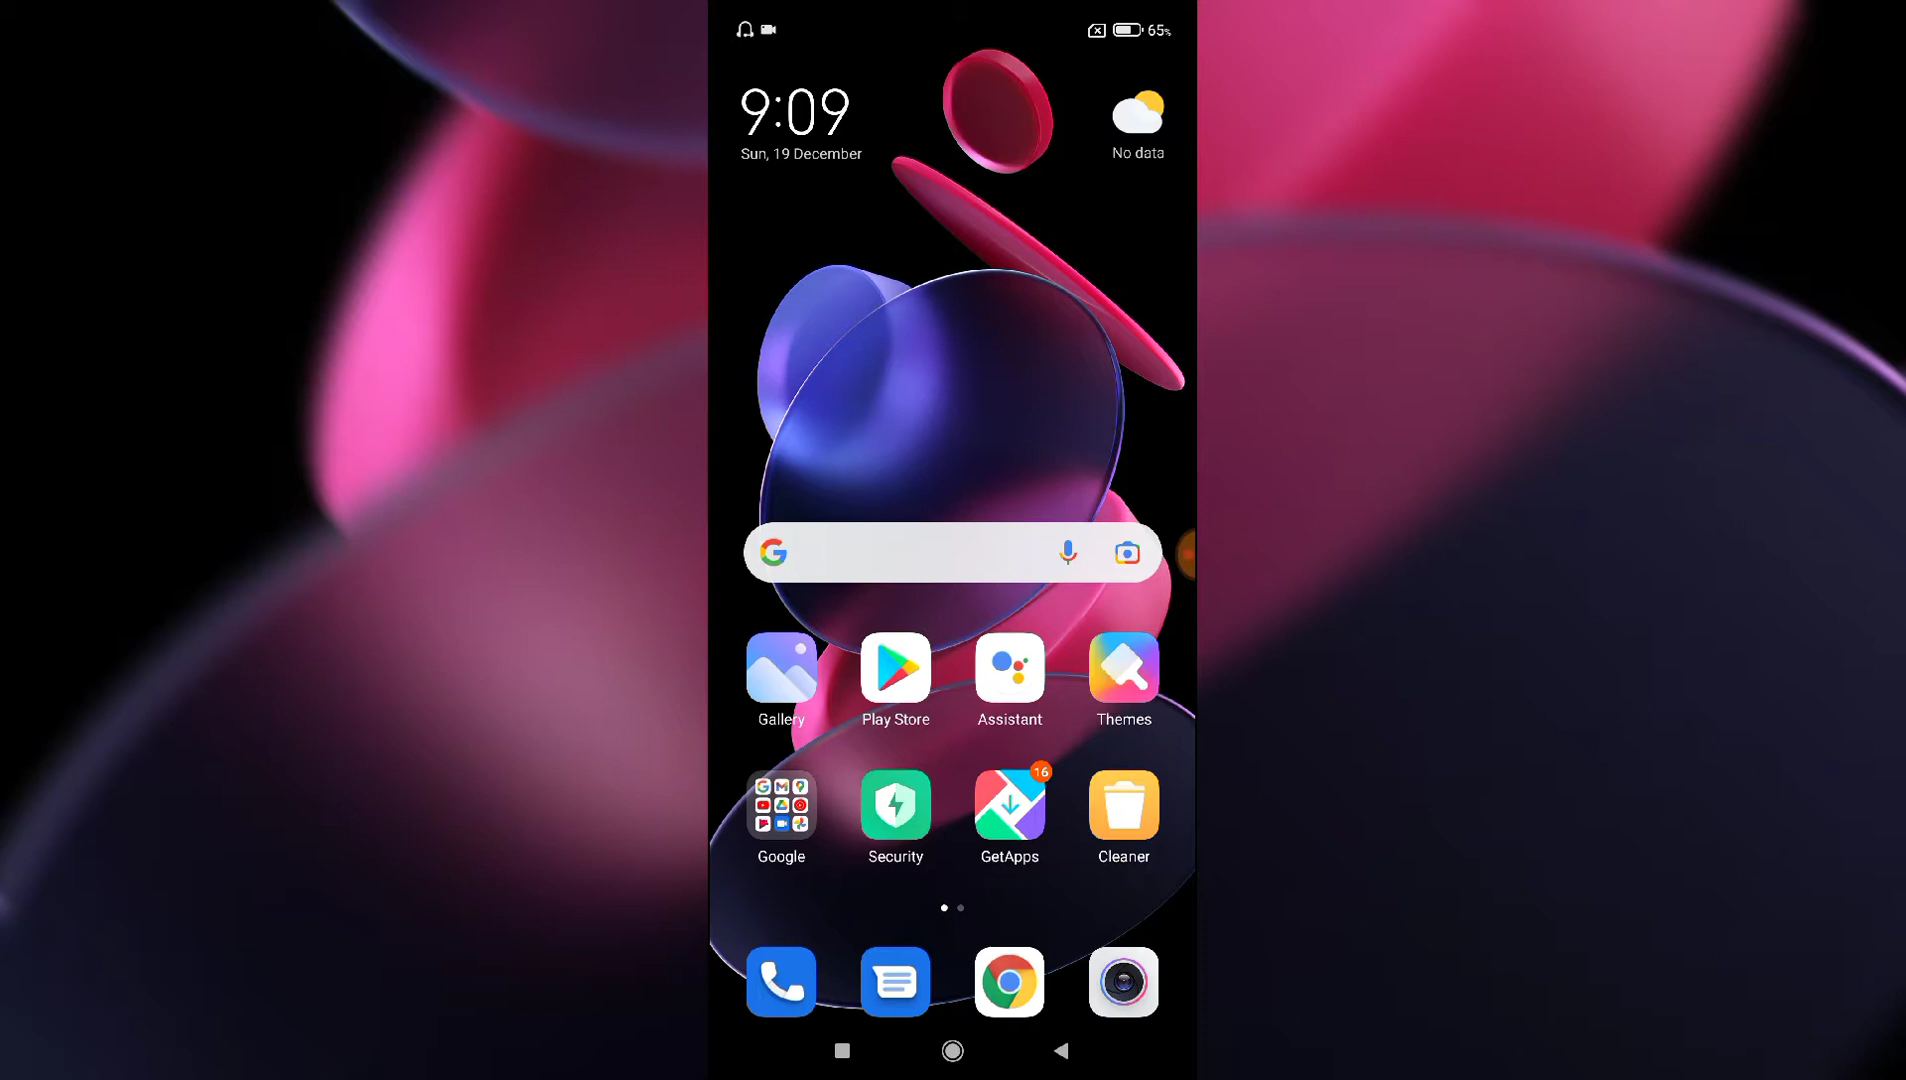 65%
9:09
Sun, 19 December
No data
Gallery
Play Store
Assistant
Themes
16
Google
Security
GetApps
Cleaner